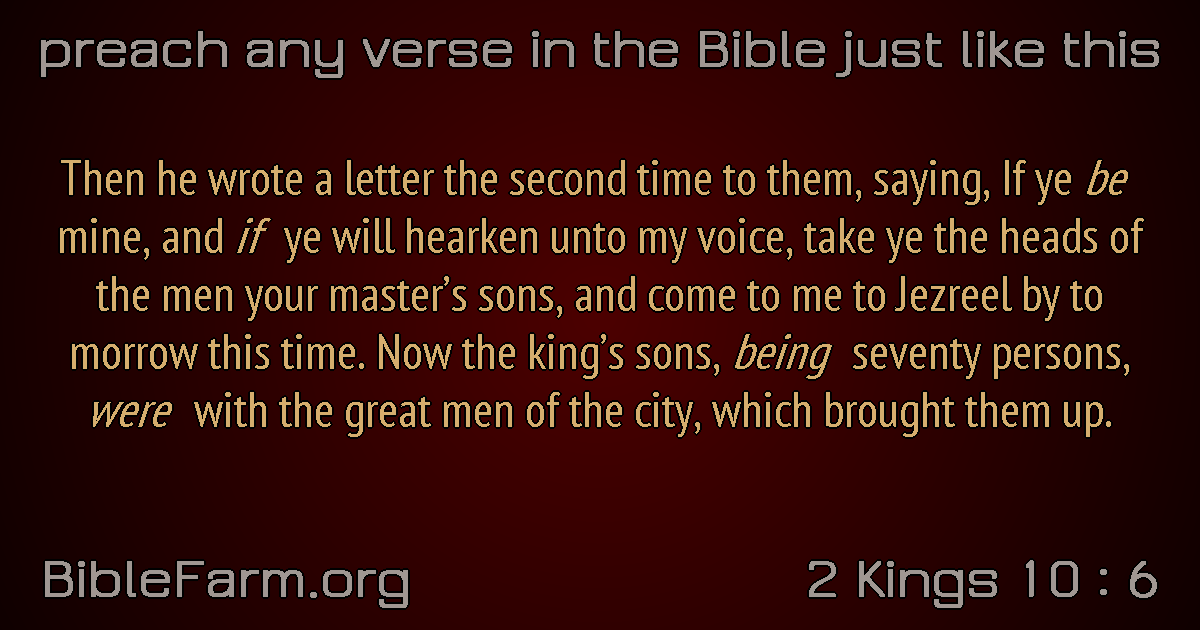 preach any verse in the Bible just like this
Then he wrote a letter the second time to them, saying, If ye be
mine, and if ye will hearken unto my voice, take ye the heads of
the men your master’s sons, and come to me to Jezreel by to
morrow this time. Now the king’s sons, being seventy persons,
were with the great men of the city, which brought them up.
BibleFarm.org
2 Kings 10 : 6